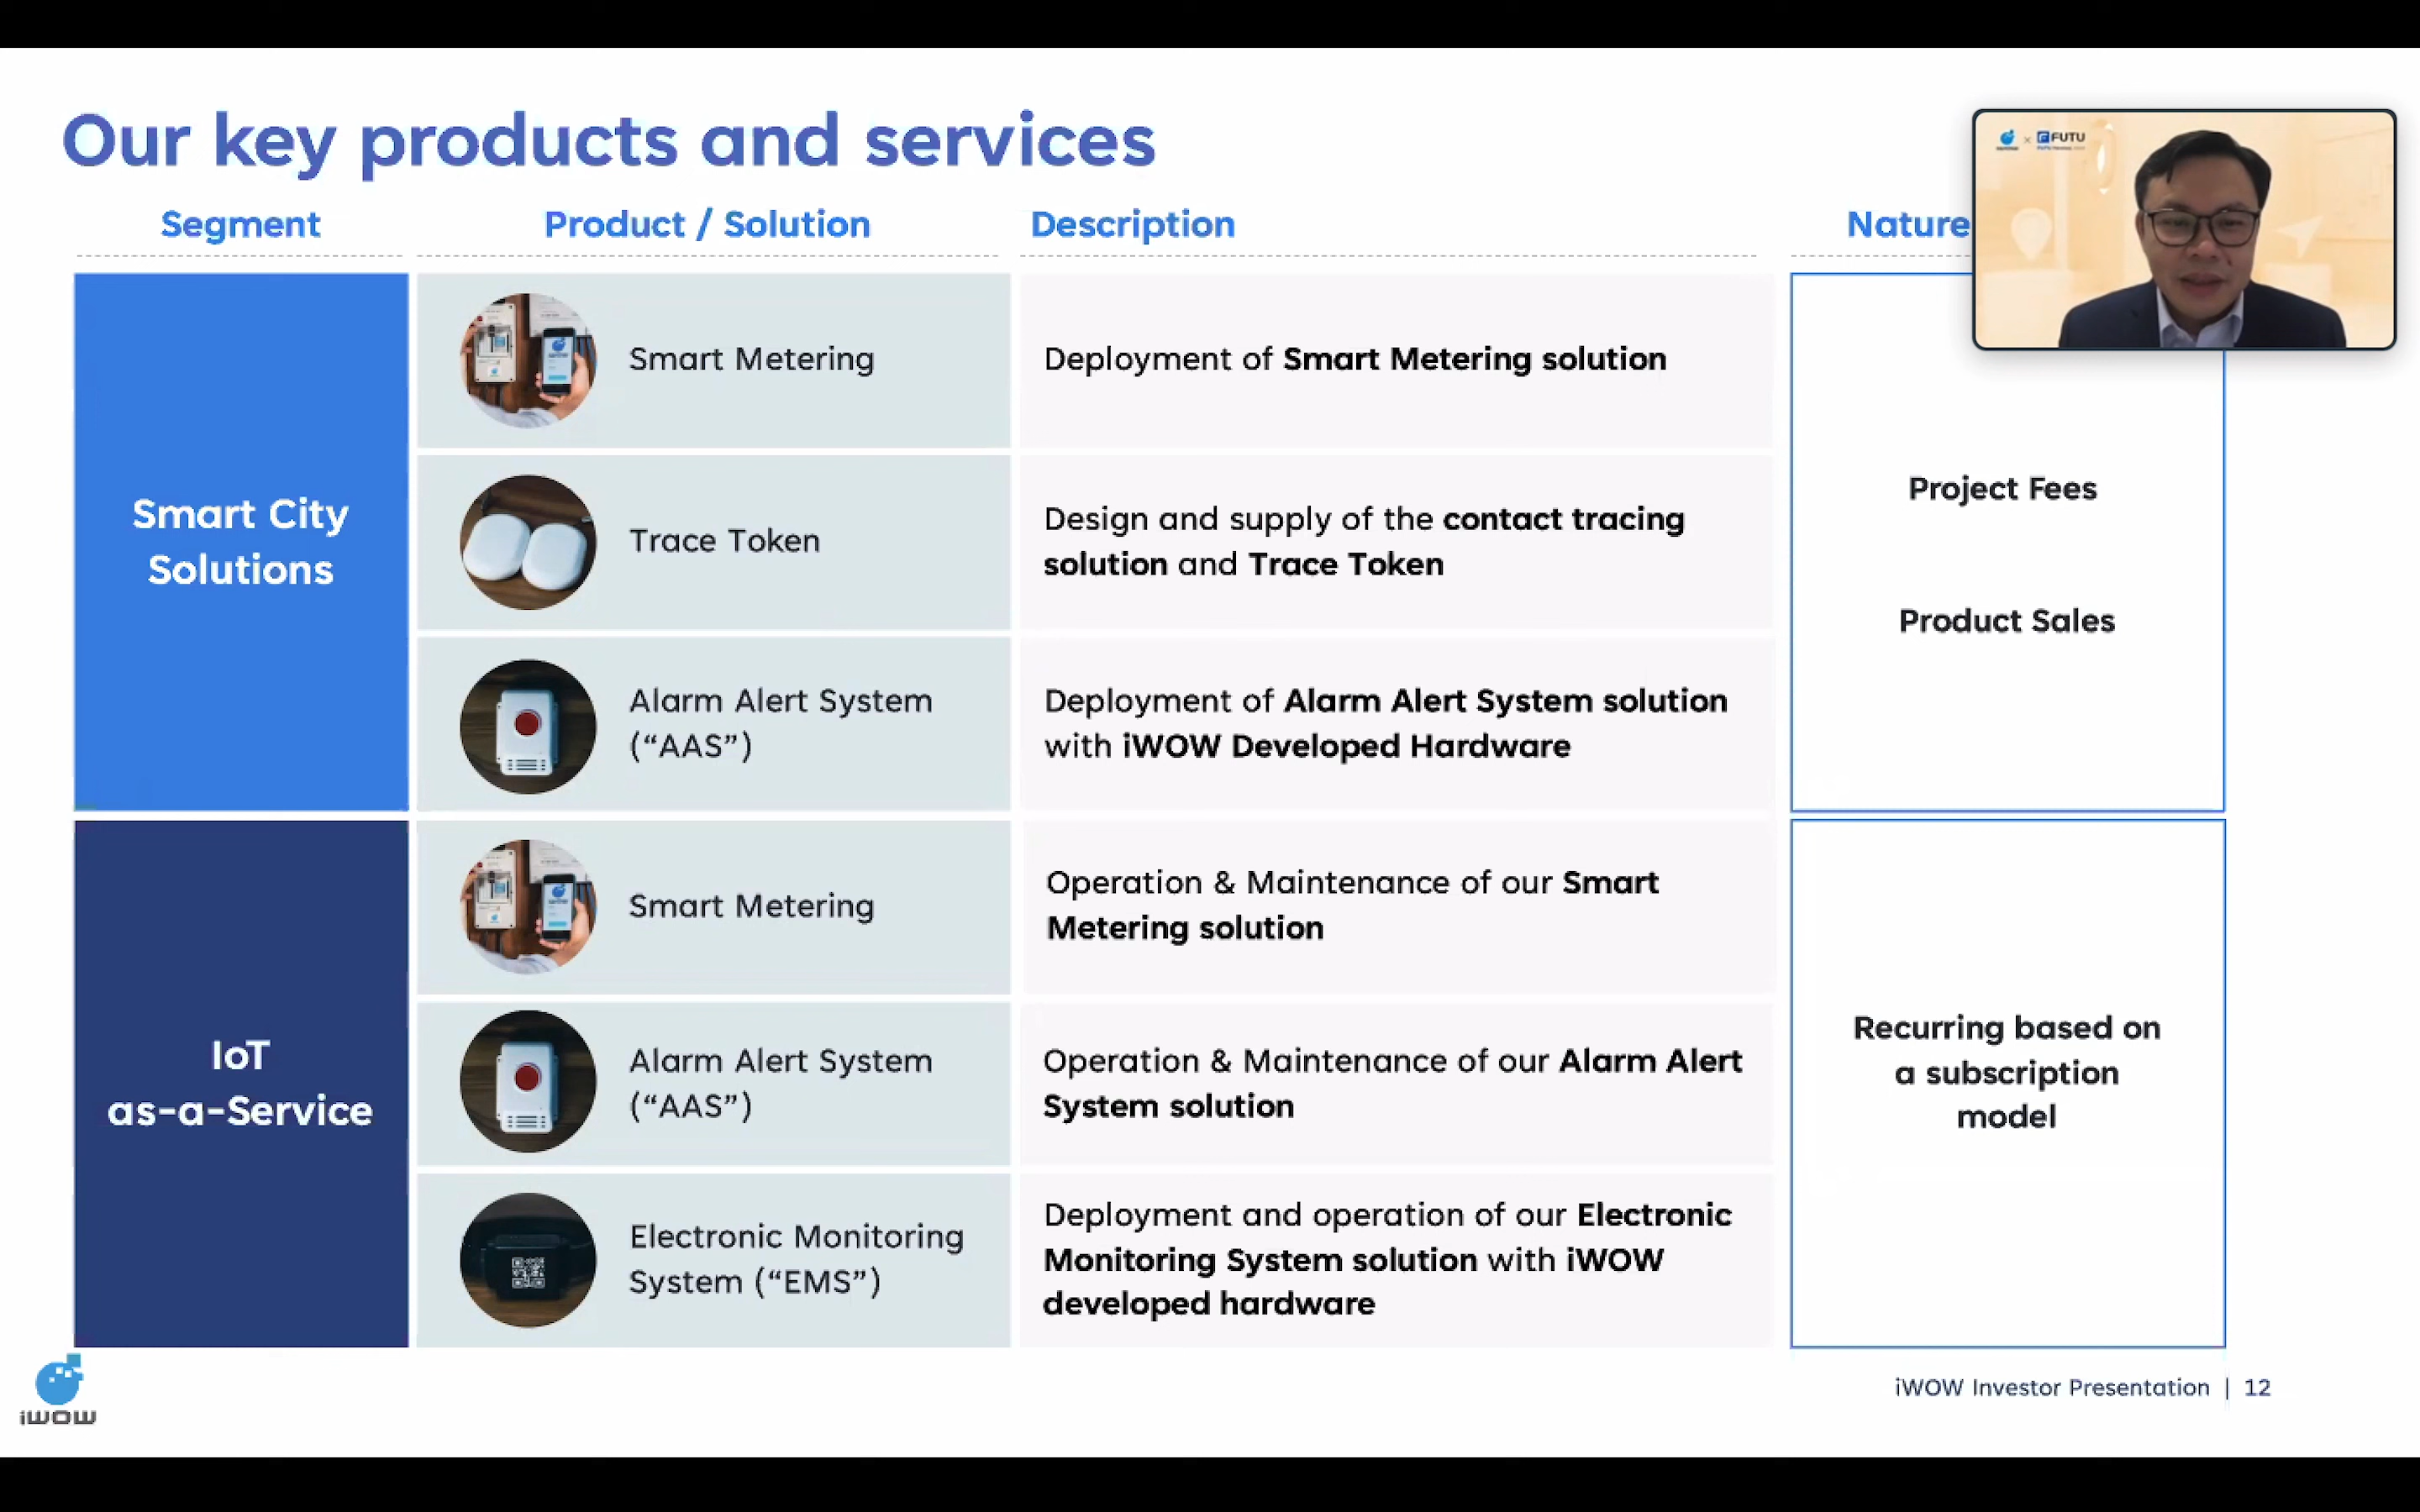 Our key products and services
Segment
Product / Solution
Description
Nature
FUTU
Smart City
Solutions
Smart Metering
Deployment of Smart Metering solution
Trace Token
Design and supply of the contact tracing
solution and Trace Token
Alarm Alert System
(“AAS”)
Deployment of Alarm Alert System solution
with iWOW Developed Hardware
Project Fees
Product Sales
IoT
as-a-Service
Smart Metering
Operation & Maintenance of our Smart
Metering solution
Alarm Alert System
(“AAS”)
Operation & Maintenance of our Alarm Alert
System solution
Electronic Monitoring
System (“EMS”)
Deployment and operation of our Electronic
Monitoring System solution with iWOW
developed hardware
Recurring based on
a subscription
model
iWOW
iWOW Investor Presentation | 12